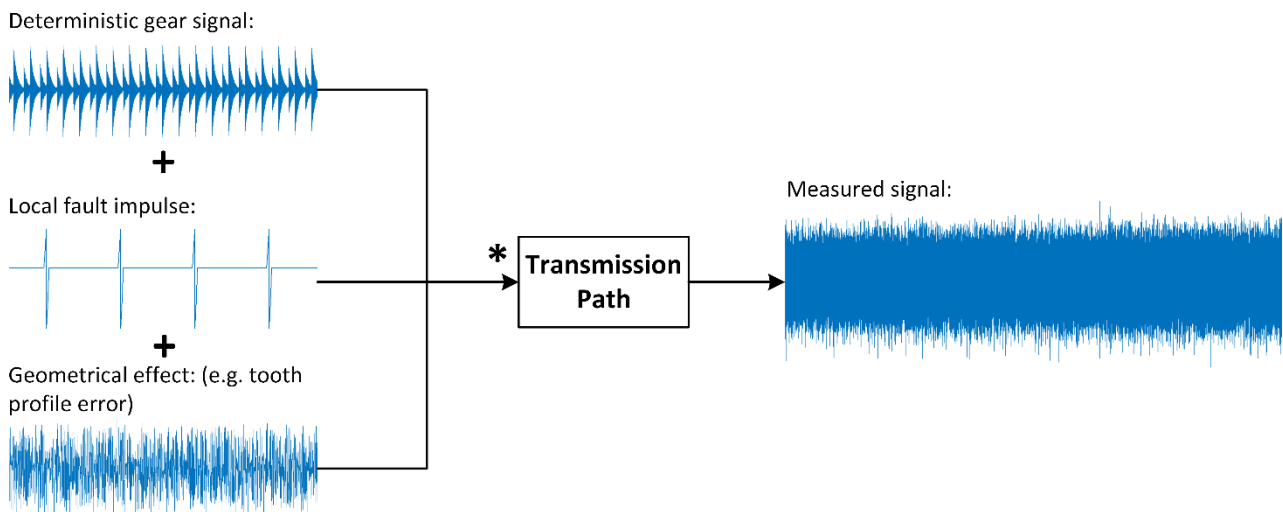 Deterministic gear signal:
+
Local fault impulse:
+
Geometrical effect: (e.g. tooth
profile error)
*
Transmission
Path
Measured signal: